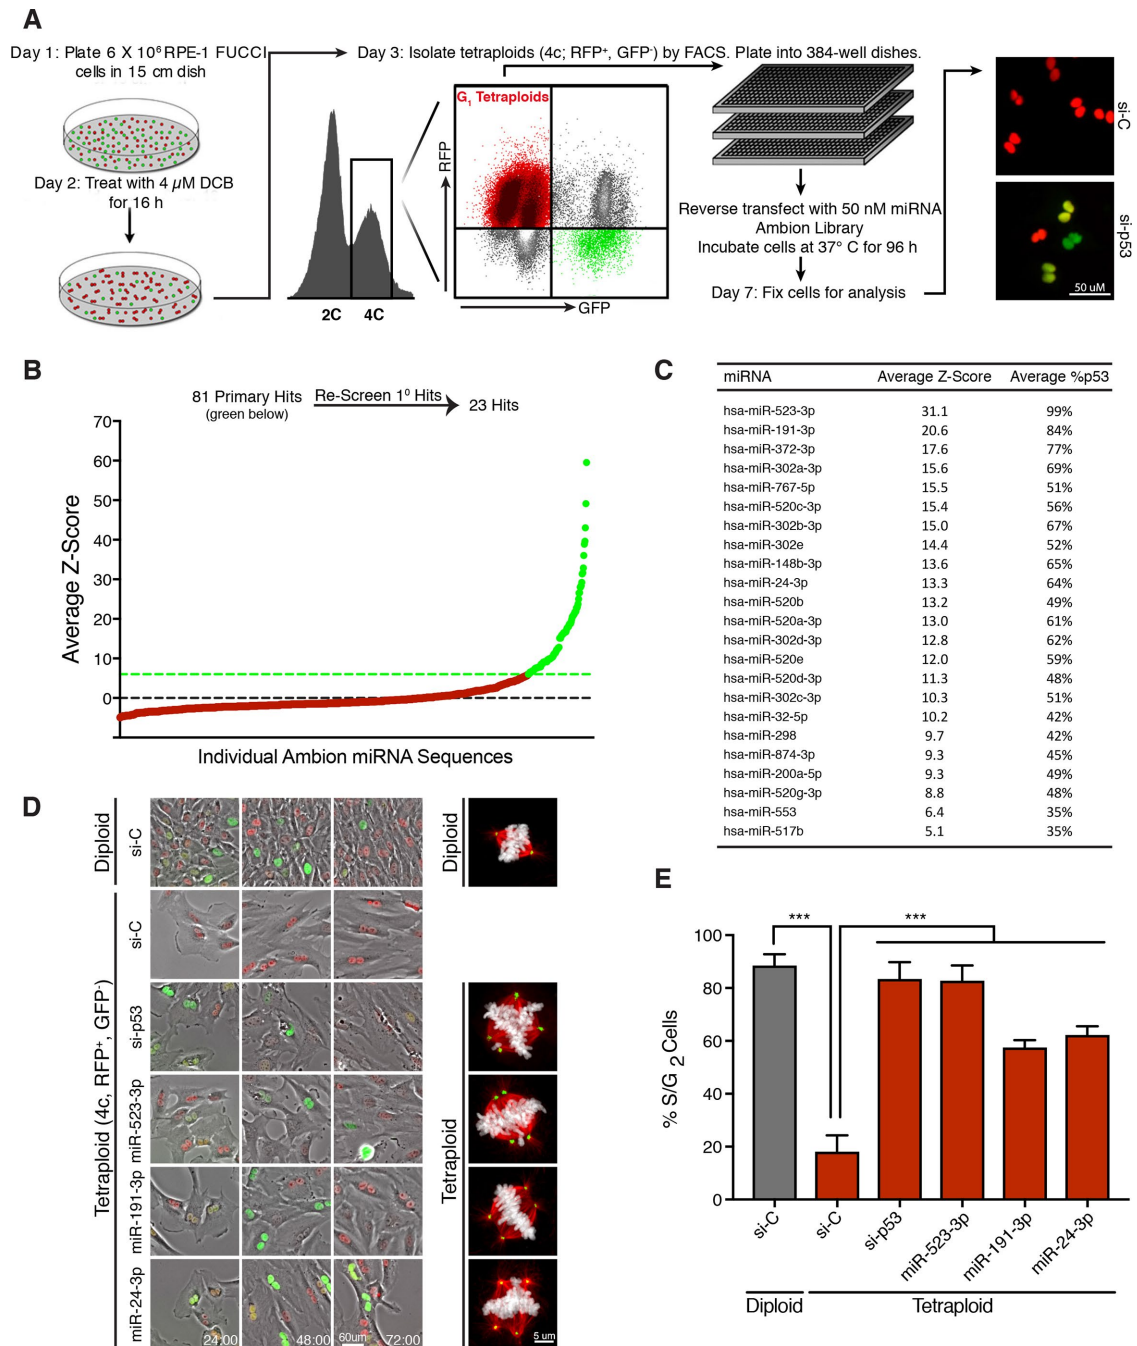 A
Day 1: Plate 6 X 10⁶ RPE-1 FUCCI
cells in 15 cm dish
Day 2: Treat with 4 µM DCB
for 16 h
Day 3: Isolate tetraploids (4c; RFP⁺, GFP⁻) by FACS. Plate into 384-well dishes.
2C 4C
G₁ Tetraploids
RFP
GFP
Reverse transfect with 50 nM miRNA
Ambion Library
Incubate cells at 37° C for 96 h
Day 7: Fix cells for analysis
si-C
si-p53
50 uM
B
81 Primary Hits
(green below)
Re-Screen 1⁰ Hits
23 Hits
Average Z-Score
70
60
50
40
30
20
10
0
Individual Ambion miRNA Sequences
C
miRNA Average Z-Score Average %p53
hsa-miR-523-3p 31.1 99%
hsa-miR-191-3p 20.6 84%
hsa-miR-372-3p 17.6 77%
hsa-miR-302a-3p 15.6 69%
hsa-miR-767-5p 15.5 51%
hsa-miR-520c-3p 15.4 56%
hsa-miR-302b-3p 15.0 67%
hsa-miR-302e 14.4 52%
hsa-miR-148b-3p 13.6 65%
hsa-miR-24-3p 13.3 64%
hsa-miR-520b 13.2 49%
hsa-miR-520a-3p 13.0 61%
hsa-miR-302d-3p 12.8 62%
hsa-miR-520e 12.0 59%
hsa-miR-520d-3p 11.3 48%
hsa-miR-302c-3p 10.3 51%
hsa-miR-32-5p 10.2 42%
hsa-miR-298 9.7 42%
hsa-miR-874-3p 9.3 45%
hsa-miR-200a-5p 9.3 49%
hsa-miR-520g-3p 8.8 48%
hsa-miR-553 6.4 35%
hsa-miR-517b 5.1 35%
D
Diploid
si-C
Diploid
Tetraploid (4c, RFP⁺, GFP⁻)
si-C
si-p53
miR-523-3p
miR-191-3p
miR-24-3p
24:00
48:00
60um
72:00
Tetraploid
5 um
E
***
***
% S/G₂ Cells
100
80
60
40
20
0
si-C
si-C
si-p53
miR-523-3p
miR-191-3p
miR-24-3p
Diploid
Tetraploid